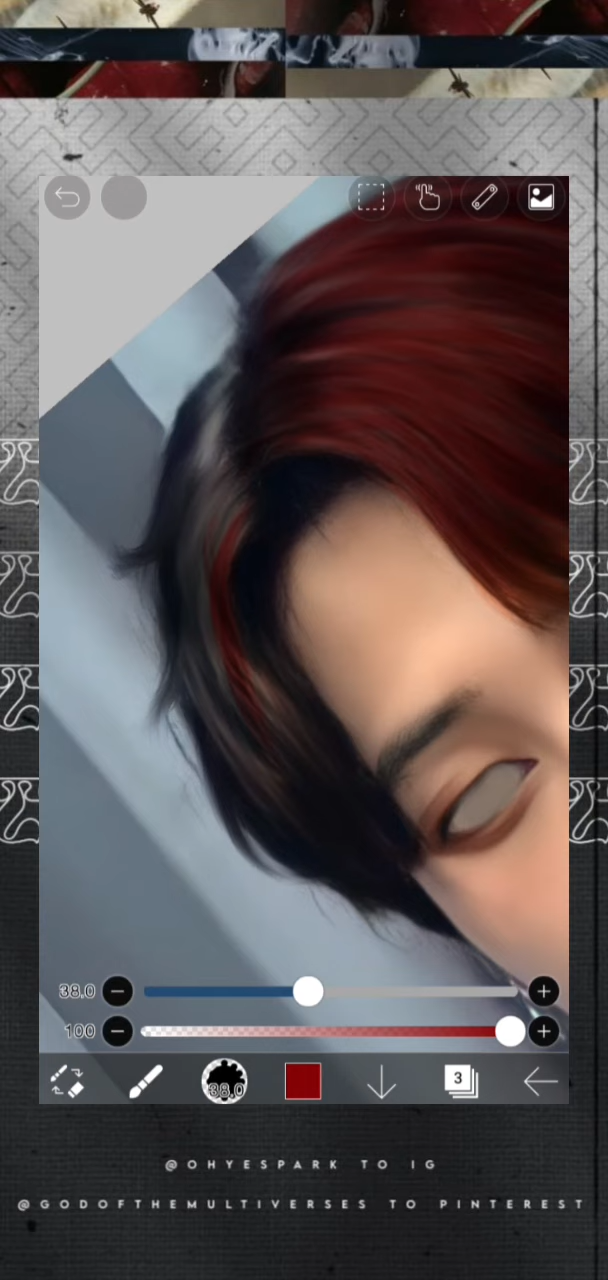 38.0
100
38.0
3
@OHYESPARK TO IG
@GODOFTHEMULTIVERSES TO PINTEREST